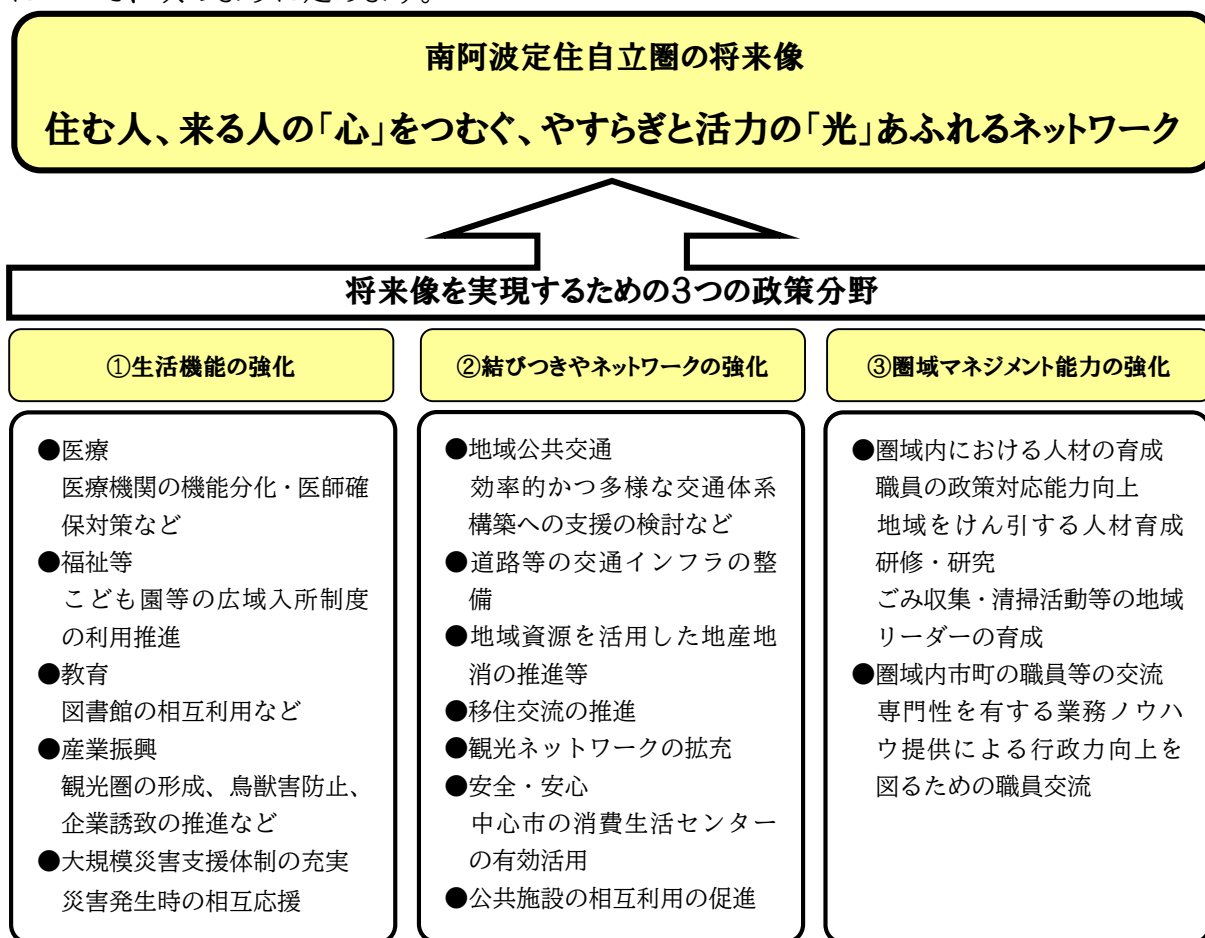 南阿波定住自立圏の将来像
住む人、来る人の「心」をつむぐ、やすらぎと活力の「光」あふれるネットワーク
将来像を実現するための3つの政策分野
①生活機能の強化
●医療
医療機関の機能分化・医師確
保対策など
●福祉等
こども園等の広域入所制度
の利用推進
●教育
図書館の相互利用など
●産業振興
観光圏の形成、鳥獣害防止、
企業誘致の推進など
●大規模災害支援体制の充実
災害発生時の相互応援
②結びつきやネットワークの強化
●地域公共交通
効率的かつ多様な交通体系
構築への支援の検討など
●道路等の交通インフラの整
備
●地域資源を活用した地産地
消の推進等
●移住交流の推進
●観光ネットワークの拡充
●安全・安心
中心市の消費生活センター
の有効活用
●公共施設の相互利用の促進
③圏域マネジメント能力の強化
●圏域内における人材の育成
職員の政策対応能力向上
地域をけん引する人材育成
研修・研究
ごみ収集・清掃活動等の地域
リーダーの育成
●圏域内市町の職員等の交流
専門性を有する業務ノウハ
ウ提供による行政力向上を
図るための職員交流